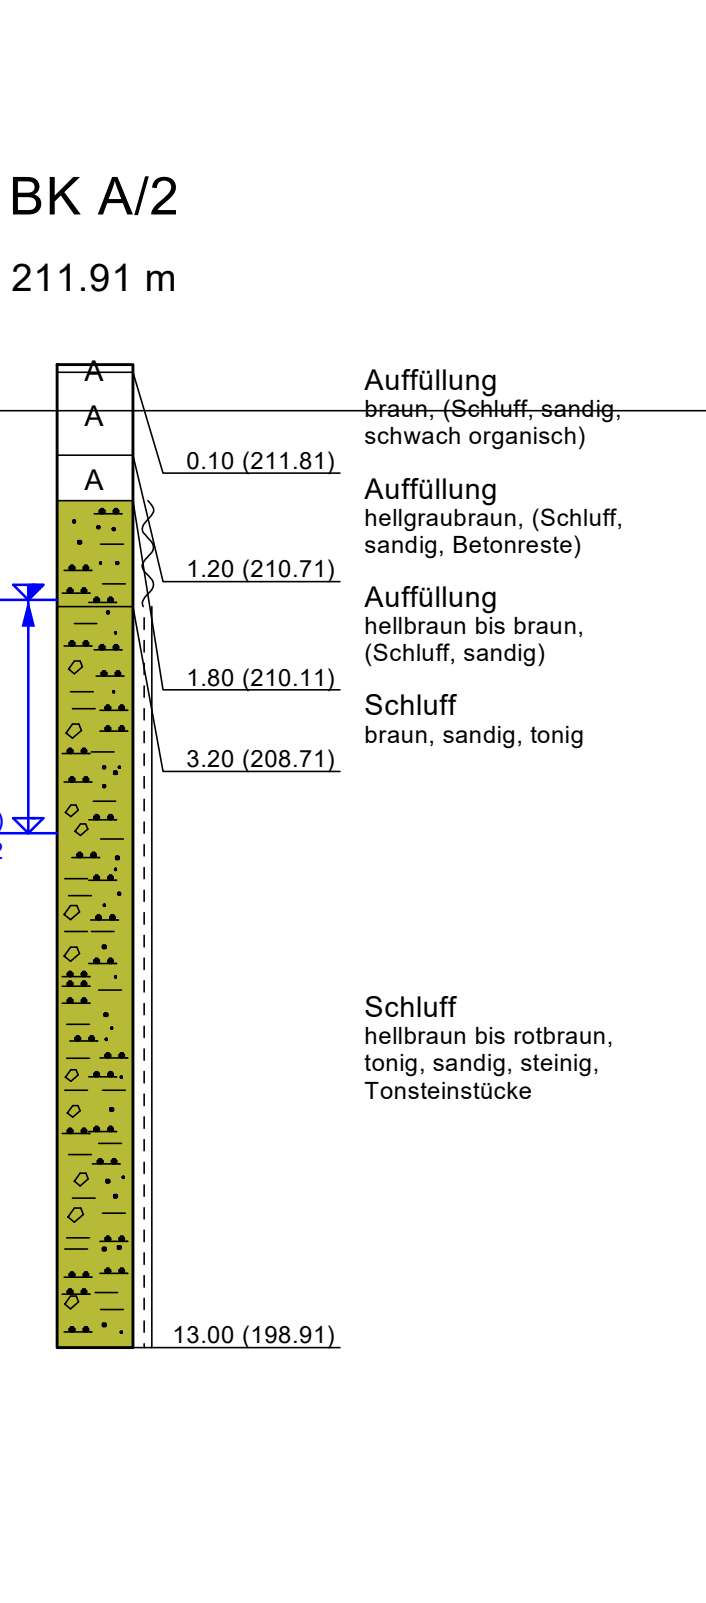 BK A/2
211.91 m
A
A
A
Auffüllung
braun, (Schluff, sandig,
schwach organisch)
0.10 (211.81)
Auffüllung
hellgraubraun, (Schluff,
sandig, Betonreste)
1.20 (210.71)
Auffüllung
hellbraun bis braun,
(Schluff, sandig)
1.80 (210.11)
Schluff
braun, sandig, tonig
3.20 (208.71)
)
2
Schluff
hellbraun bis rotbraun,
tonig, sandig, steinig,
Tonsteinstücke
13.00 (198.91)